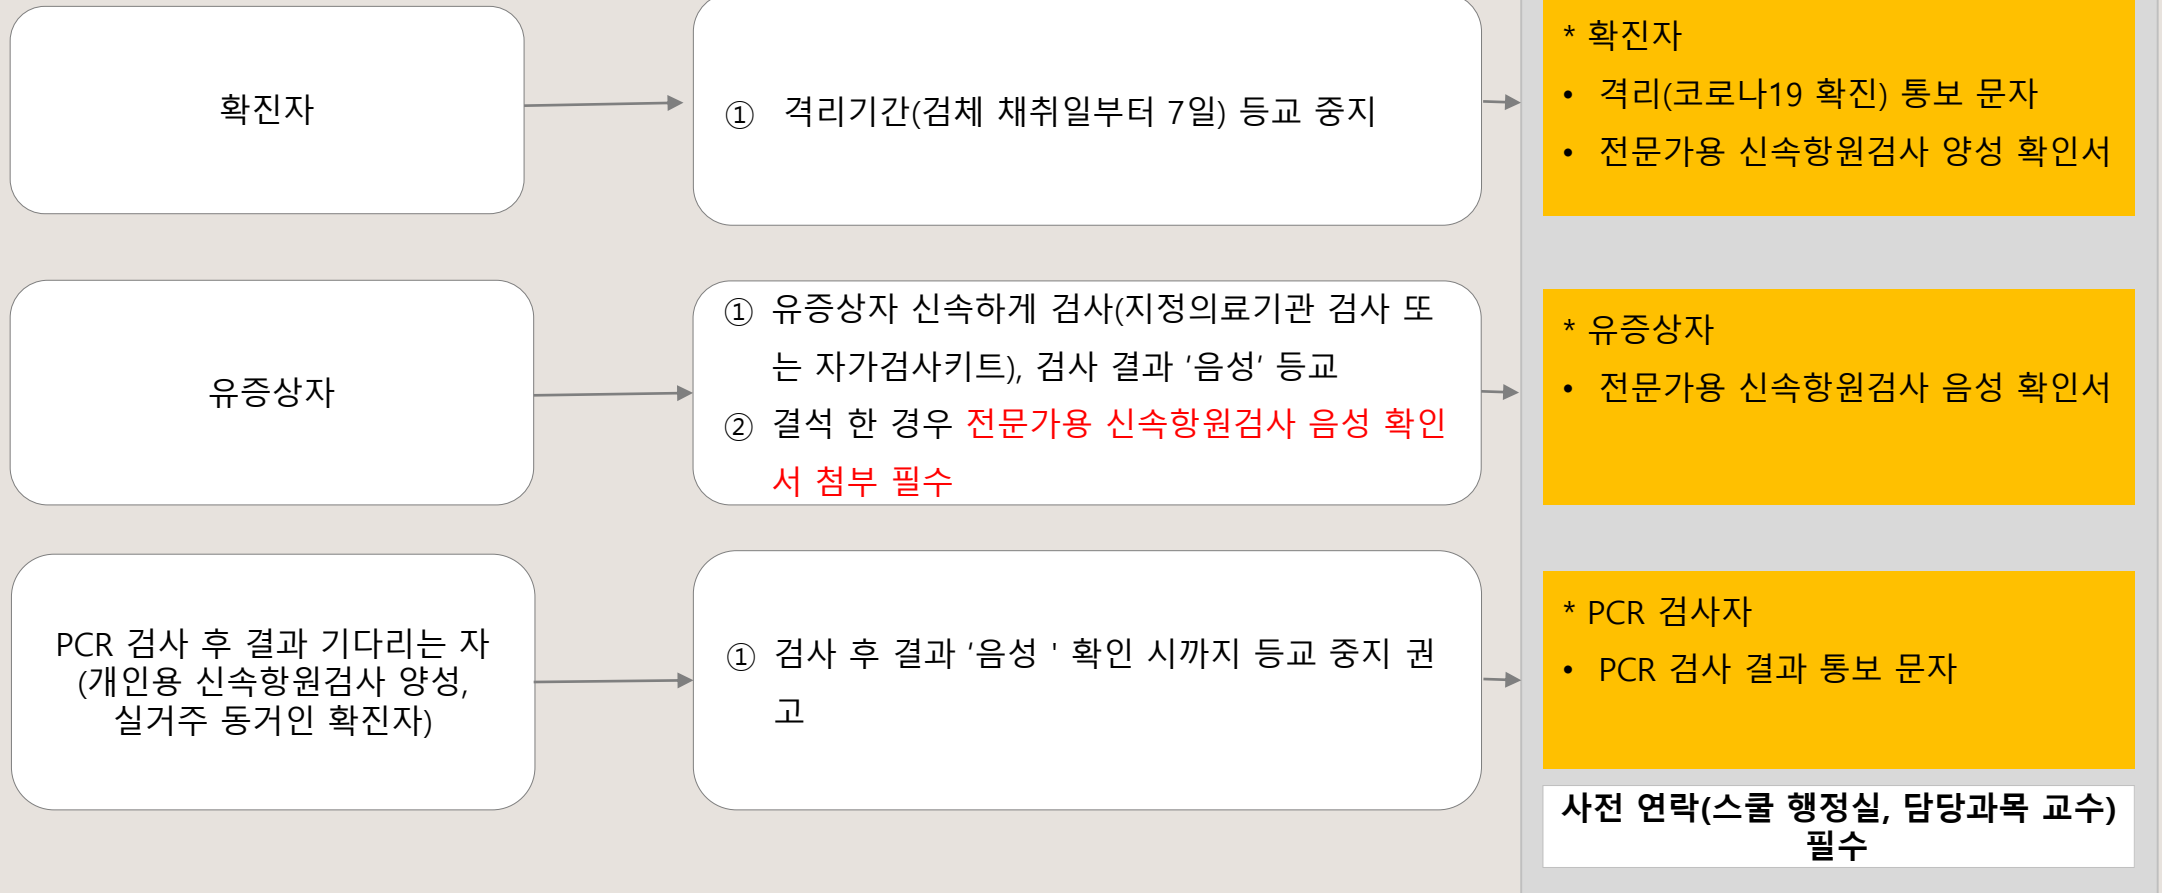 확진자
① 격리기간(검체 채취일부터 7일) 등교 중지
* 확진자
• 격리(코로나19 확진) 통보 문자
• 전문가용 신속항원검사 양성 확인서
유증상자
① 유증상자 신속하게 검사(지정의료기관 검사 또
는 자가검사키트), 검사 결과 ‘음성‘ 등교
② 결석 한 경우 전문가용 신속항원검사 음성 확인
서 첨부 필수
* 유증상자
• 전문가용 신속항원검사 음성 확인서
PCR 검사 후 결과 기다리는 자
(개인용 신속항원검사 양성,
실거주 동거인 확진자)
① 검사 후 결과 ‘음성 ' 확인 시까지 등교 중지 권
고
* PCR 검사자
• PCR 검사 결과 통보 문자
사전 연락(스쿨 행정실, 담당과목 교수)
필수